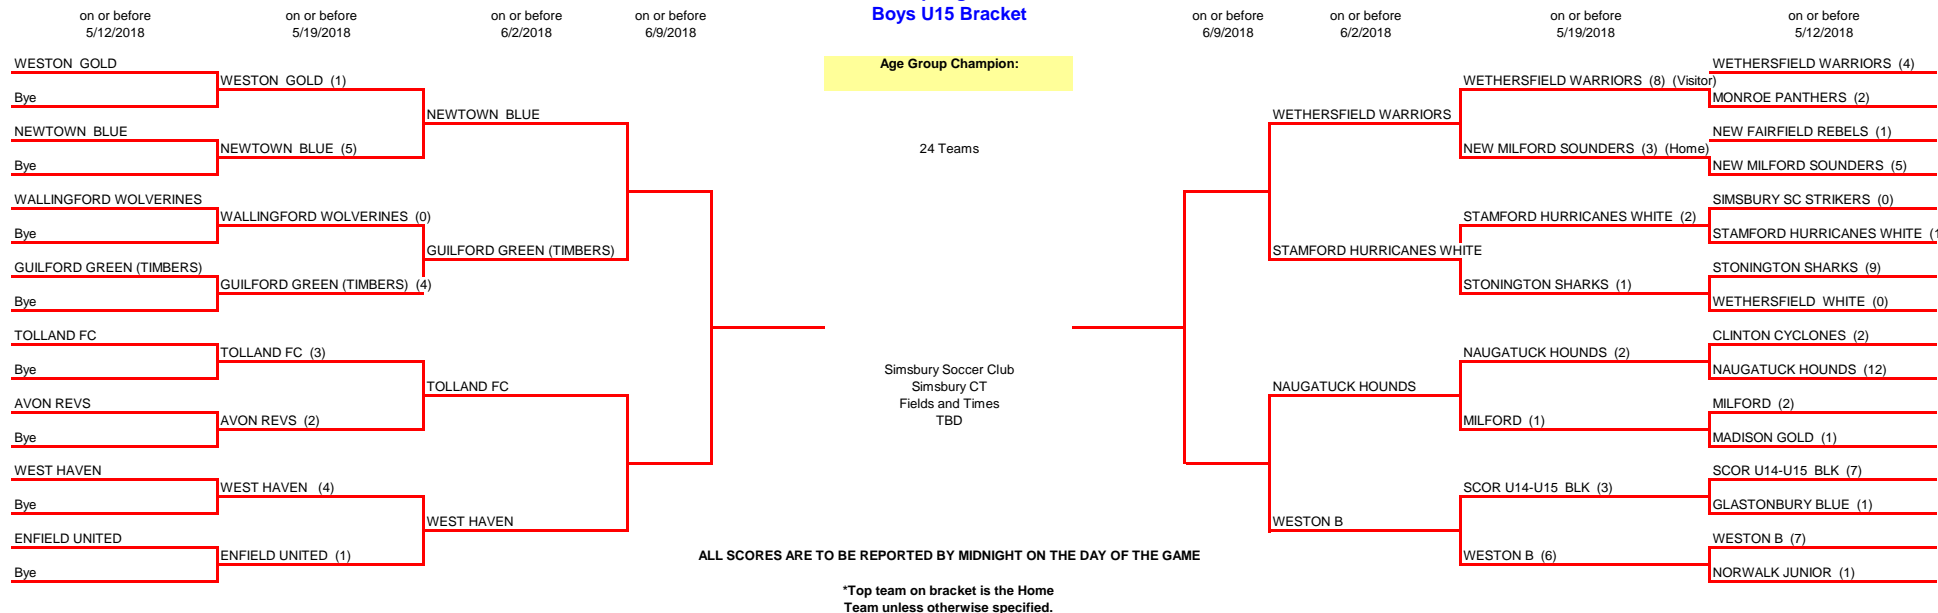 Boys U15 Bracket
on or before
5/12/2018
on or before
5/19/2018
on or before
6/2/2018
on or before
6/9/2018
on or before
6/9/2018
on or before
6/2/2018
on or before
5/19/2018
on or before
5/12/2018
WESTON  GOLD
Bye
NEWTOWN  BLUE
Bye
WALLINGFORD WOLVERINES
Bye
GUILFORD GREEN (TIMBERS)
Bye
TOLLAND FC
Bye
AVON REVS
Bye
WEST HAVEN
Bye
ENFIELD UNITED
Bye
WESTON  GOLD  (1)
NEWTOWN  BLUE  (5)
WALLINGFORD WOLVERINES  (0)
GUILFORD GREEN (TIMBERS)  (4)
TOLLAND FC  (3)
AVON REVS  (2)
WEST HAVEN   (4)
ENFIELD UNITED  (1)
NEWTOWN  BLUE
GUILFORD GREEN (TIMBERS)
TOLLAND FC
WEST HAVEN
Age Group Champion:
24 Teams
Simsbury Soccer Club
Simsbury CT
Fields and Times
TBD
ALL SCORES ARE TO BE REPORTED BY MIDNIGHT ON THE DAY OF THE GAME
*Top team on bracket is the Home
Team unless otherwise specified.
WETHERSFIELD WARRIORS
STAMFORD HURRICANES WHITE
NAUGATUCK HOUNDS
WESTON B
WETHERSFIELD WARRIORS  (8)  (Visitor)
NEW MILFORD SOUNDERS  (3)  (Home)
STAMFORD HURRICANES WHITE  (2)
STONINGTON SHARKS  (1)
NAUGATUCK HOUNDS  (2)
MILFORD  (1)
SCOR U14-U15  BLK  (3)
WESTON B  (6)
WETHERSFIELD WARRIORS  (4)
MONROE PANTHERS  (2)
NEW FAIRFIELD REBELS  (1)
NEW MILFORD SOUNDERS  (5)
SIMSBURY SC STRIKERS  (0)
STAMFORD HURRICANES WHITE
STONINGTON SHARKS  (9)
WETHERSFIELD  WHITE  (0)
CLINTON CYCLONES  (2)
NAUGATUCK HOUNDS  (12)
MILFORD  (2)
MADISON GOLD  (1)
SCOR U14-U15  BLK  (7)
GLASTONBURY BLUE  (1)
WESTON B  (7)
NORWALK JUNIOR  (1)